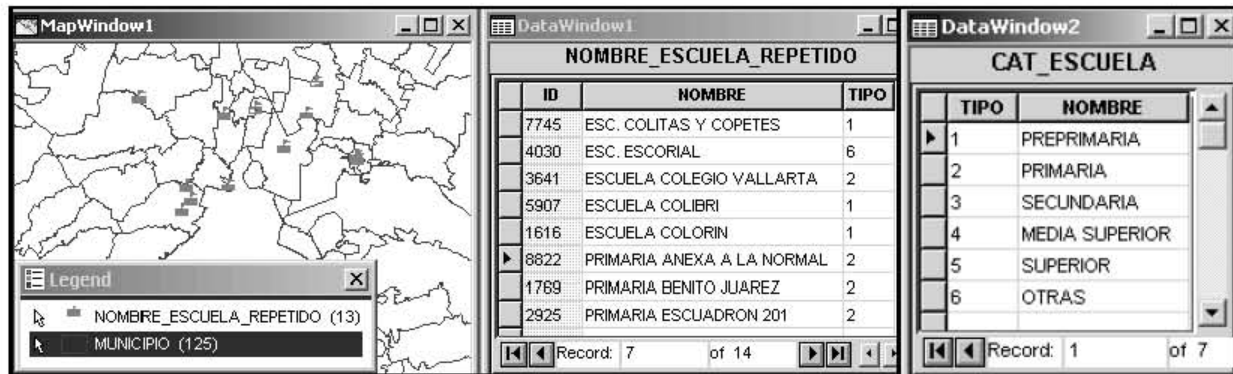 MapWindow1
Legend
NOMBRE_ESCUELA_REPETIDO (13)
MUNICIPIO (125)
DataWindow1
NOMBRE_ESCUELA_REPETIDO
ID NOMBRE TIPO
7745 ESC. COLITAS Y COPETES 1
4030 ESC. ESCORIAL 6
3641 ESCUELA COLEGIO VALLARTA 2
5907 ESCUELA COLIBRI 1
1616 ESCUELA COLORIN 1
8822 PRIMARIA ANEXA A LA NORMAL 2
1769 PRIMARIA BENITO JUAREZ 2
2925 PRIMARIA ESCUADRON 201 2
Record: 7 of 14
DataWindow2
CAT_ESCUELA
TIPO NOMBRE
1 PREPRIMARIA
2 PRIMARIA
3 SECUNDARIA
4 MEDIA SUPERIOR
5 SUPERIOR
6 OTRAS
Record: 1 of 7